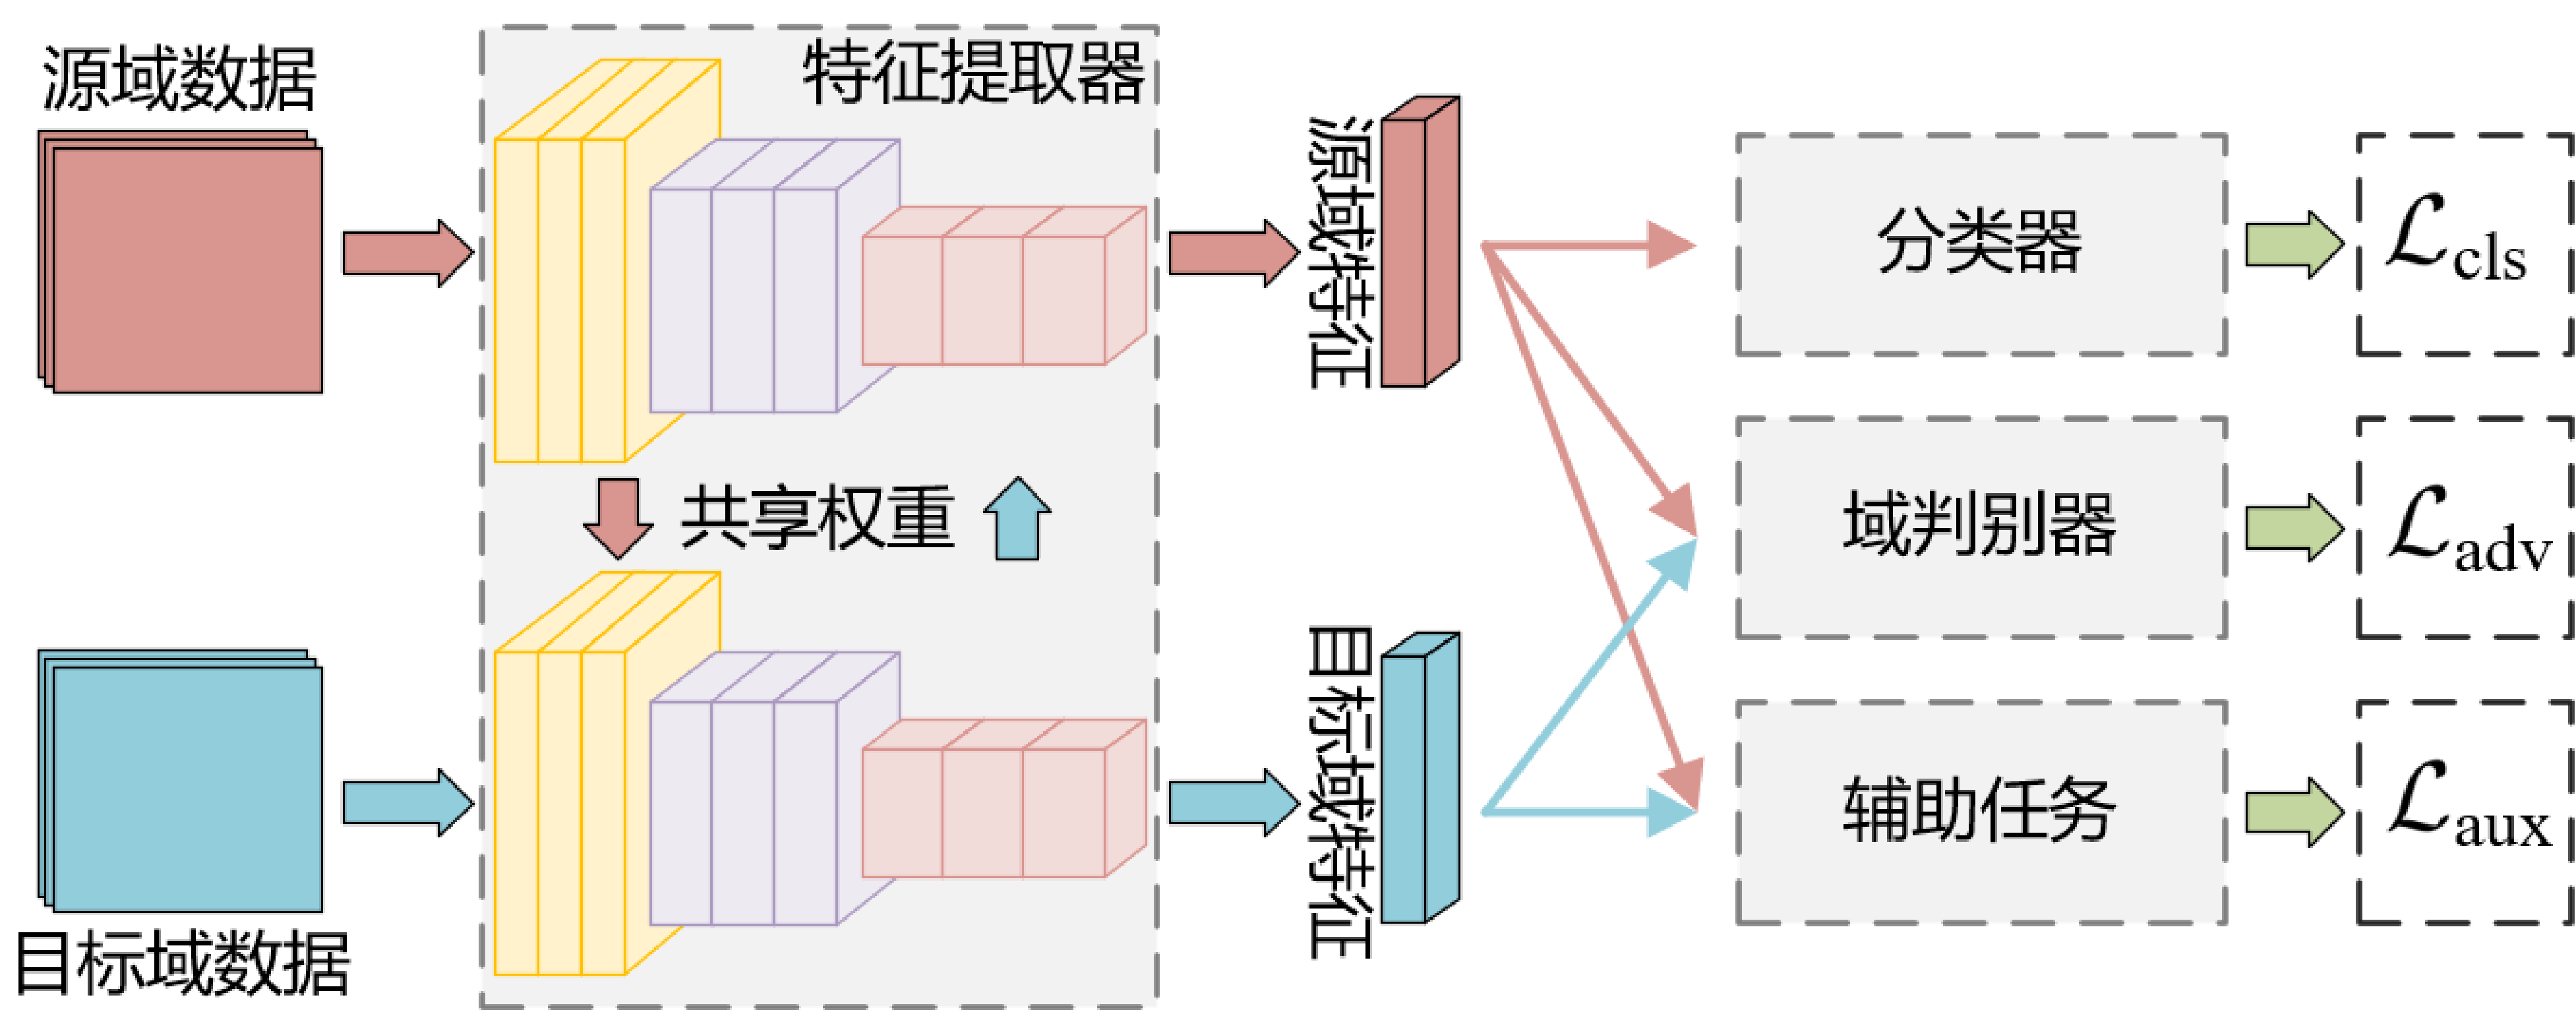 源域数据
特征提取器
源域特征
分类器
ℒcls
共享权重
域判别器
ℒadv
目标域数据
目标域特征
辅助任务
ℒaux